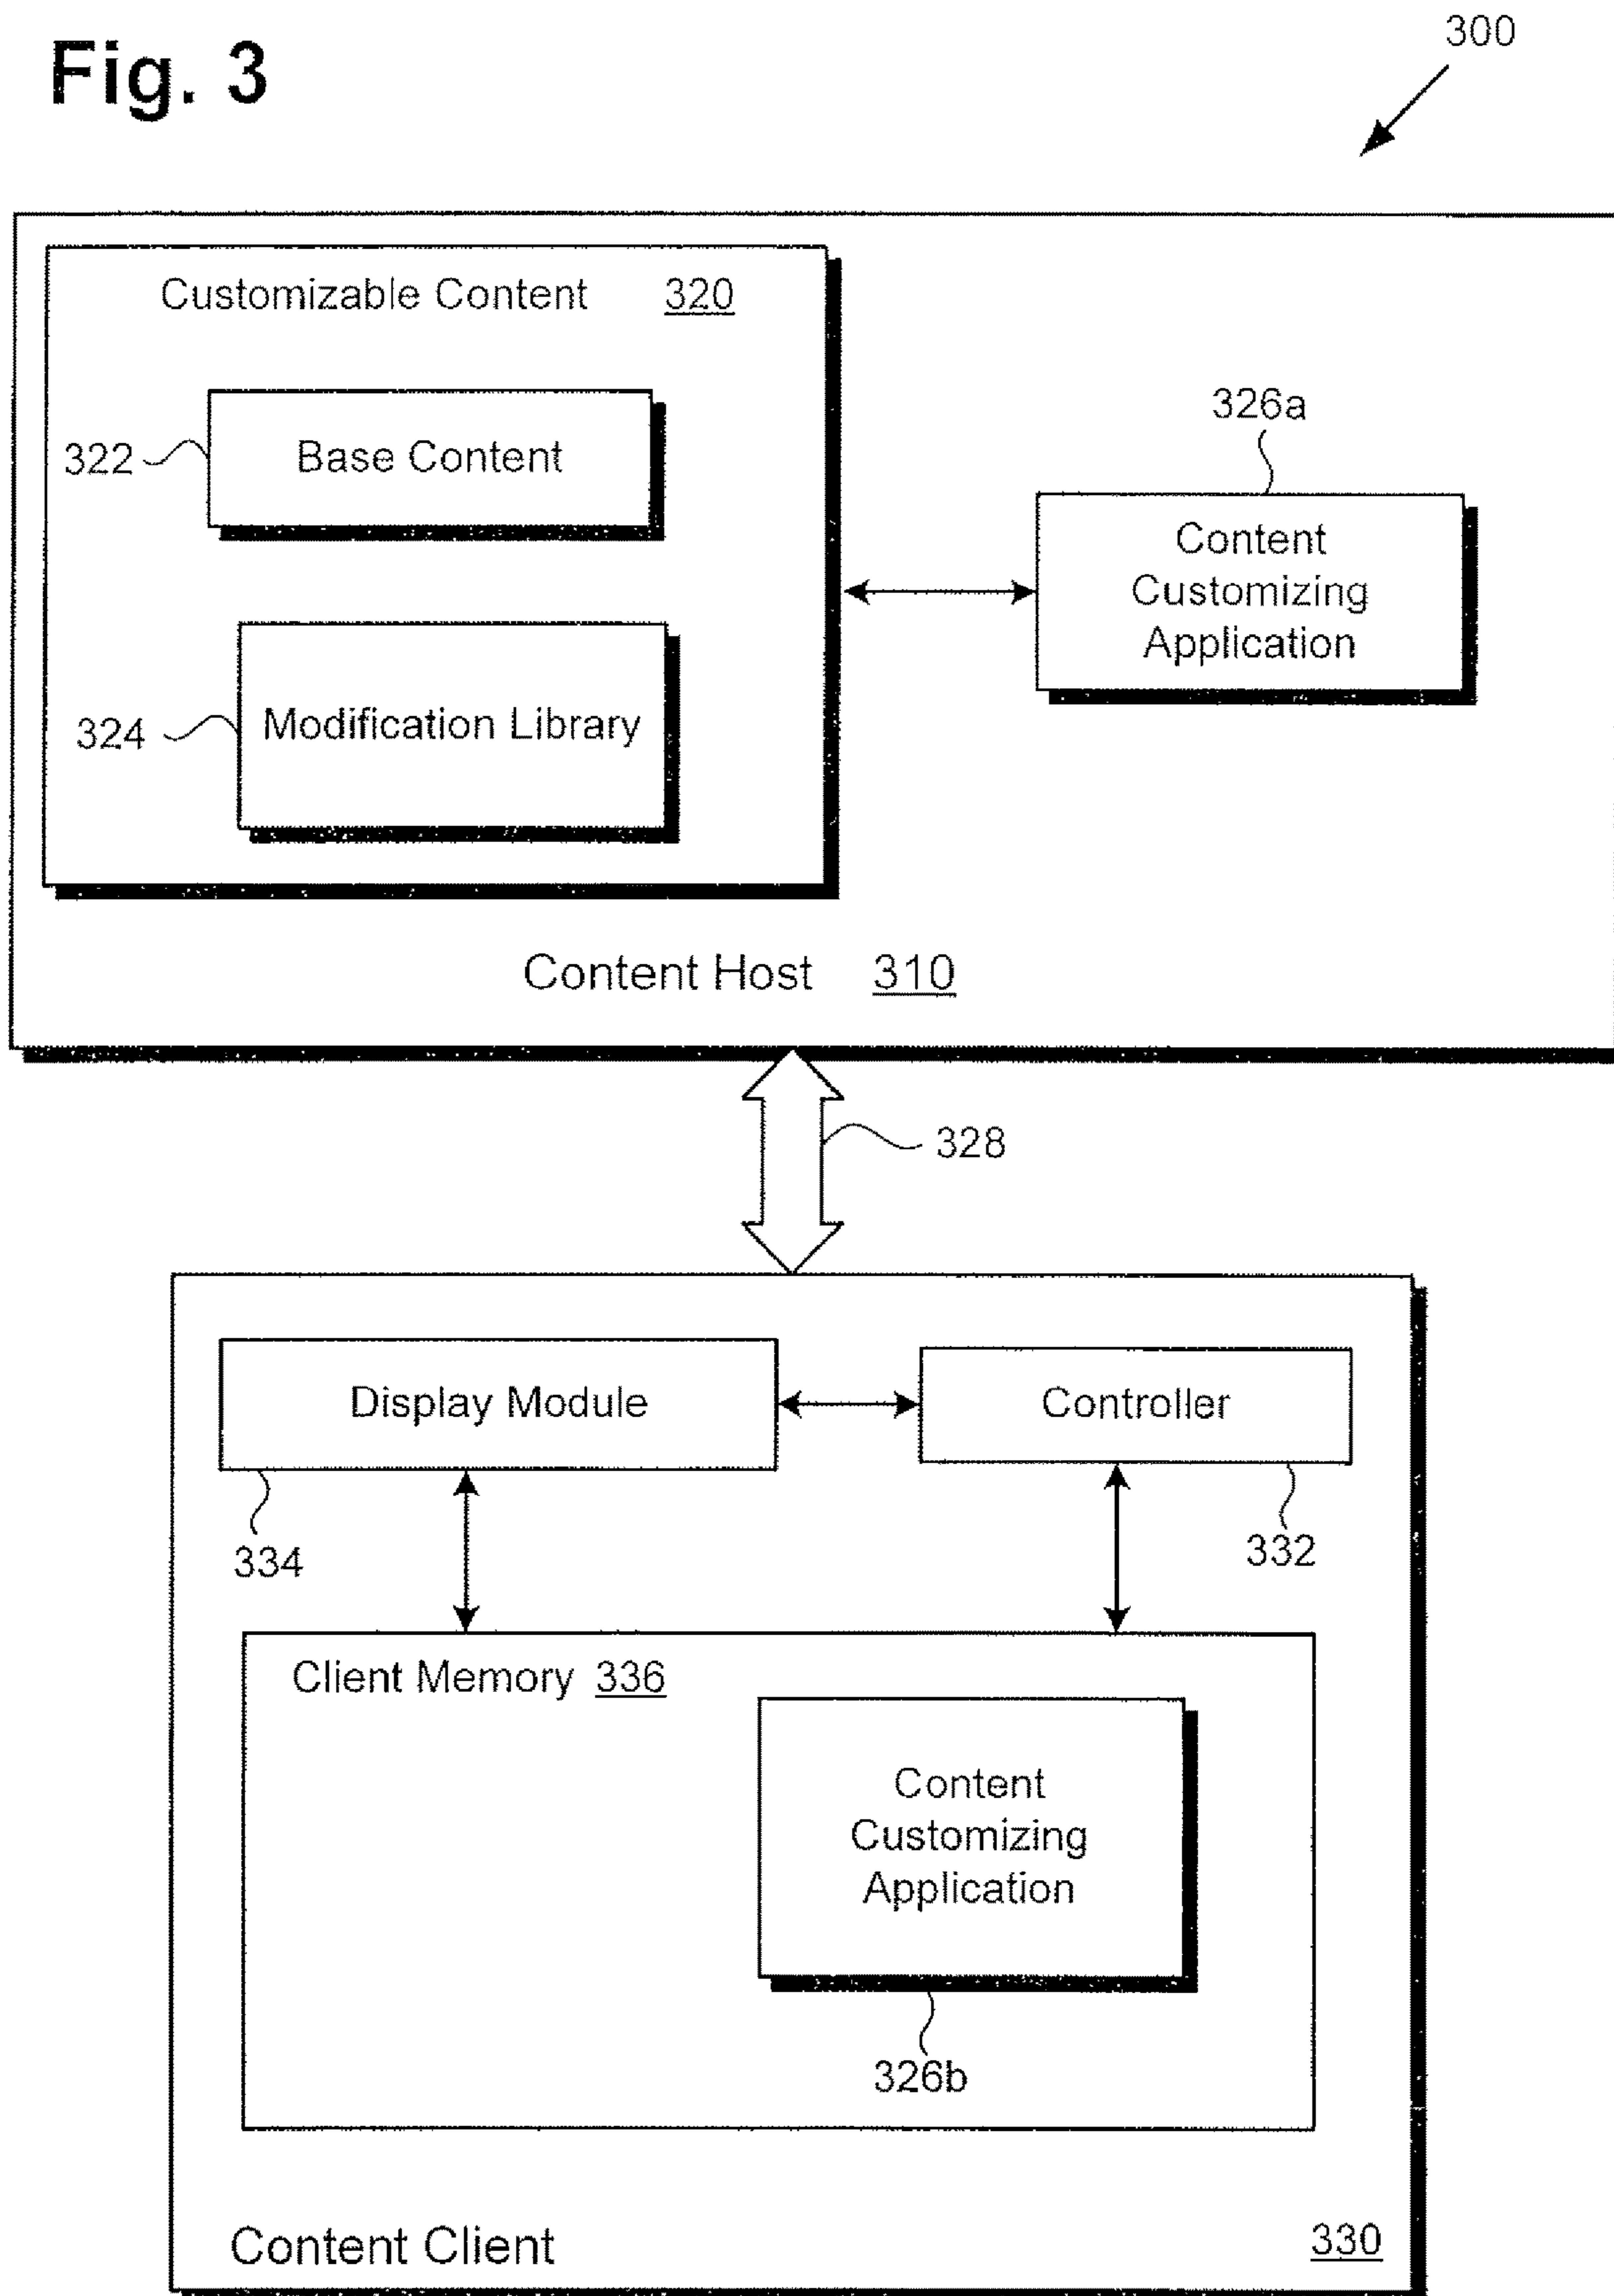 Fig. 3
300
Customizable Content 320
322
Base Content
326a
Content
Customizing
Application
324
Modification Library
Content Host 310
328
Display Module
Controller
334
332
Client Memory 336
Content
Customizing
Application
326b
Content Client
330